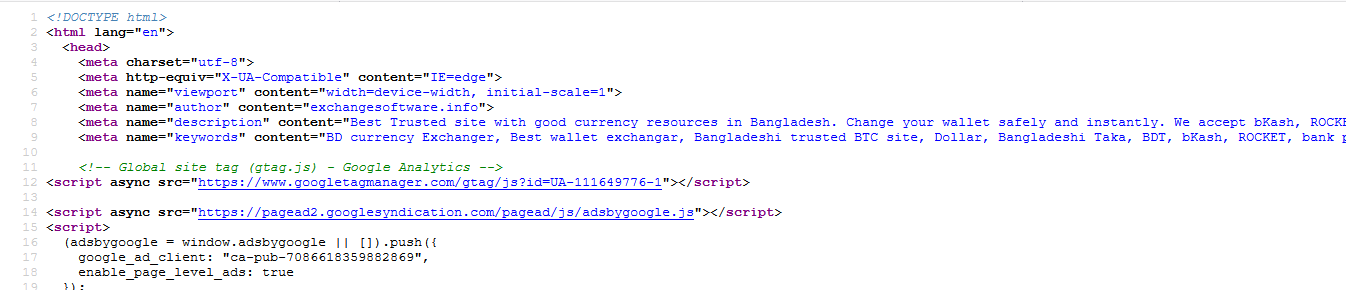 1 <!DOCTYPE html>
2 <html lang="en">
3 <head>
4 <meta charset="utf-8">
5 <meta http-equiv="X-UA-Compatible" content="IE=edge">
6 <meta name="viewport" content="width=device-width, initial-scale=1">
7 <meta name="author" content="exchangesoftware.info">
8 <meta name="description" content="Best Trusted site with good currency resources in Bangladesh. Change your wallet safely and instantly. We accept bKash,
9 <meta name="keywords" content="BD currency Exchanger, Best wallet exchangar, Bangladeshi trusted BTC site, Dollar, Bangladeshi Taka, BDT, bKash, ROCKET, bank
10
11 <!-- Global site tag (gtag.js) - Google Analytics -->
12 <script async src="https://www.googletagmanager.com/gtag/js?id=UA-111649776-1"></script>
13
14 <script async src="https://pagead2.googlesyndication.com/pagead/js/adsbygoogle.js"></script>
15 <script>
16 (adsbygoogle = window.adsbygoogle || []).push({
17 google_ad_client: "ca-pub-7086618359882869",
18 enable_page_level_ads: true
19 });